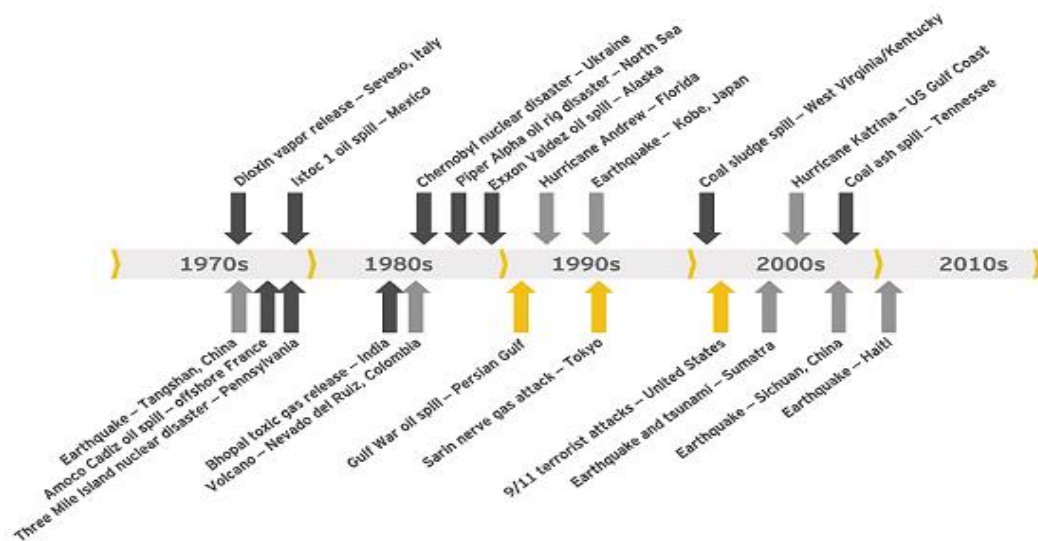 Dioxin vapor release – Seveso, Italy
Ixtoc 1 oil spill – Mexico
Chernobyl nuclear disaster – Ukraine
Piper Alpha oil rig disaster – North Sea
Exxon Valdez oil spill – Alaska
Hurricane Andrew – Florida
Earthquake – Kobe, Japan
Coal sludge spill – West Virginia/Kentucky
Hurricane Katrina – US Gulf Coast
Coal ash spill – Tennessee
1970s
1980s
1990s
2000s
2010s
Earthquake – Tangshan, China
Amoco Cadiz oil spill – offshore France
Three Mile Island nuclear disaster – Pennsylvania
Bhopal toxic gas release – India
Volcano – Nevado del Ruiz, Colombia
Gulf War oil spill – Persian Gulf
Sarin nerve gas attack – Tokyo
9/11 terrorist attacks – United States
Earthquake and tsunami – Sumatra
Earthquake – Sichuan, China
Earthquake – Haiti